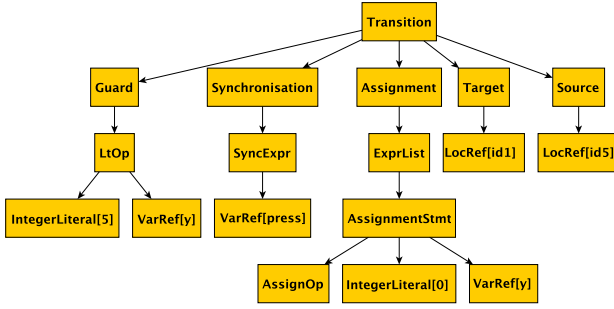 Transition
Guard
Synchronisation
Assignment
Target
Source
LtOp
SyncExpr
ExprList
LocRef[id1]
LocRef[id5]
IntegerLiteral[5]
VarRef[y]
VarRef[press]
AssignmentStmt
AssignOp
IntegerLiteral[0]
VarRef[y]